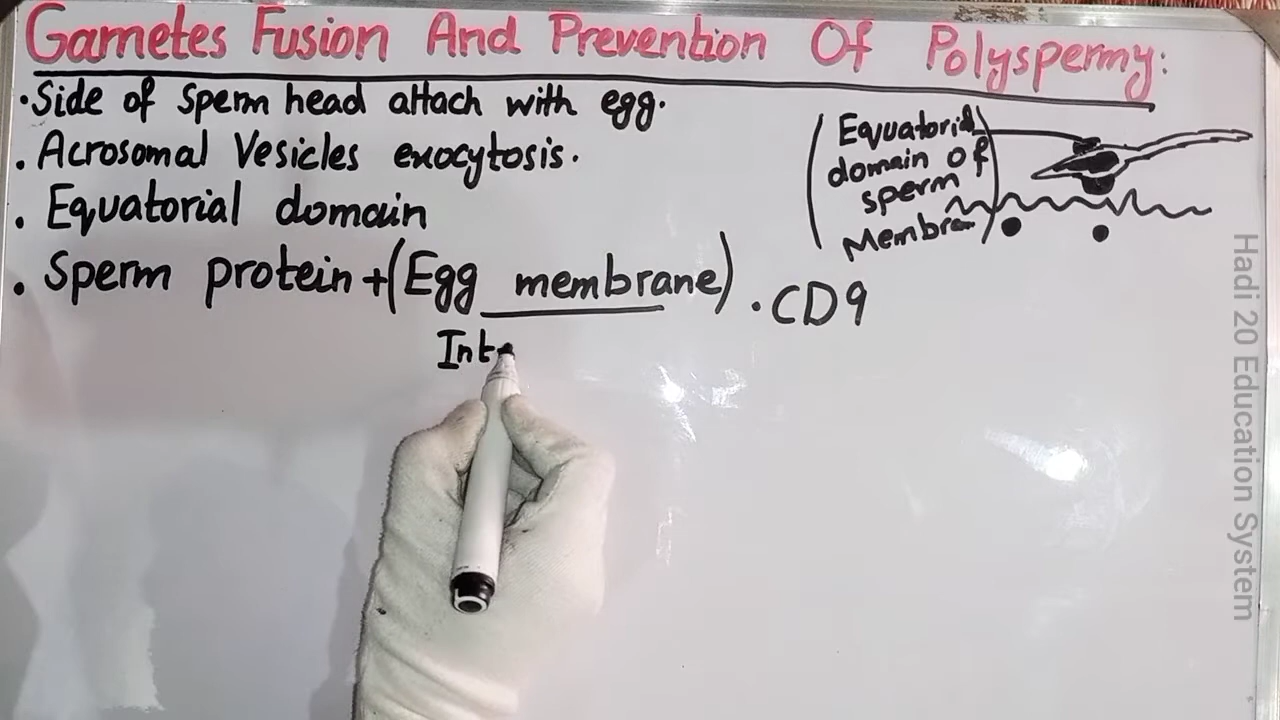 Gametes Fusion And Prevention Of Polyspermy:
•Side of sperm head attach with egg.
. Acrosomal Vesicles exocytosis.
. Equatorial domain
. Sperm protein + (Egg membrane) . CD9
Int
(Equatorial
domain of
sperm
Membran)
Hadi 20 Education System